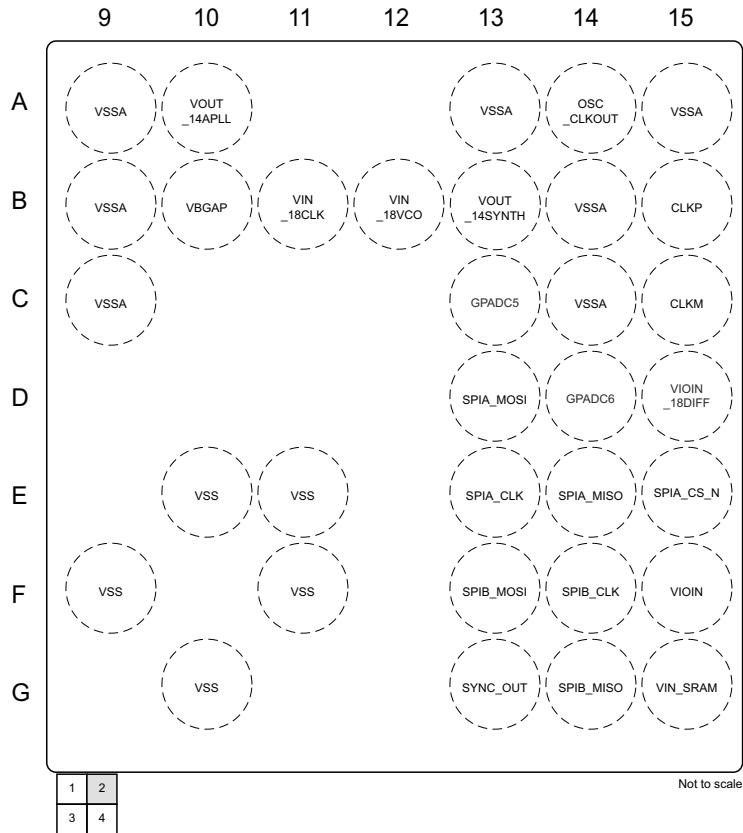 9 10 11 12 13 14 15
A VSSA VOUT _14APLL VSSA OSC _CLKOUT VSSA
B VSSA VBGAP VIN _18CLK VIN _18VCO VOUT _14SYNTH VSSA CLKP
C VSSA GPADC5 VSSA CLKM
D SPIA_MOSI GPADC6 VIOIN _18DIFF
E VSS VSS SPIA_CLK SPIA_MISO SPIA_CS_N
F VSS VSS SPIB_MOSI SPIB_CLK VIOIN
G VSS SYNC_OUT SPIB_MISO VIN_SRAM
Not to scale
1 2
3 4